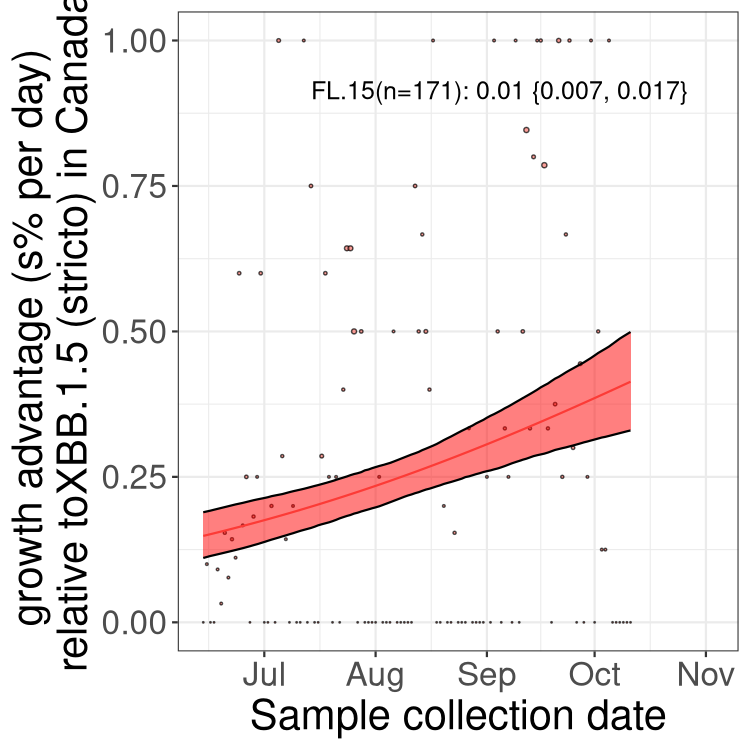 growth advantage (s% per day)
relative toXBB.1.5 (stricto) in Canada
1.00
0.75
0.50
0.25
0.00
FL.15(n=171): 0.01 {0.007, 0.017}
Jul Aug Sep Oct Nov
Sample collection date